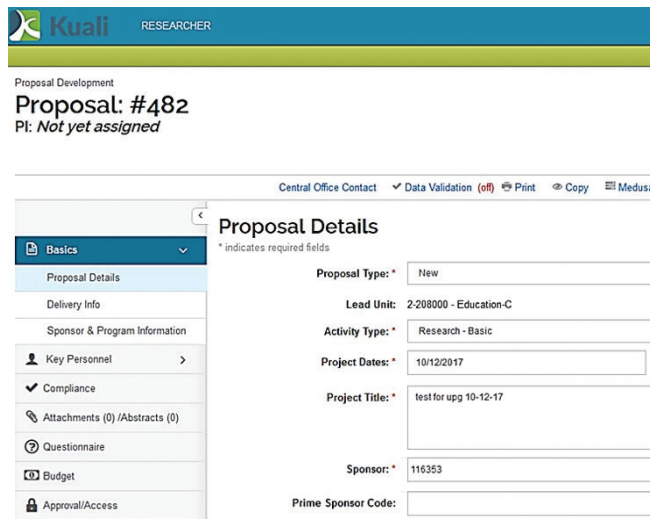 Kuali RESEARCHER
Proposal Development
Proposal: #482
PI: Not yet assigned
Central Office Contact Data Validation (off) Print Copy Medusa
Proposal Details
* indicates required fields
Basics
Proposal Details
Delivery Info
Sponsor & Program Information
Key Personnel
Compliance
Attachments (0) /Abstracts (0)
Questionnaire
Budget
Approval/Access
Proposal Type: * New
Lead Unit: 2-208000 - Education-C
Activity Type: * Research - Basic
Project Dates: * 10/12/2017
Project Title: * test for upg 10-12-17
Sponsor: * 116353
Prime Sponsor Code: